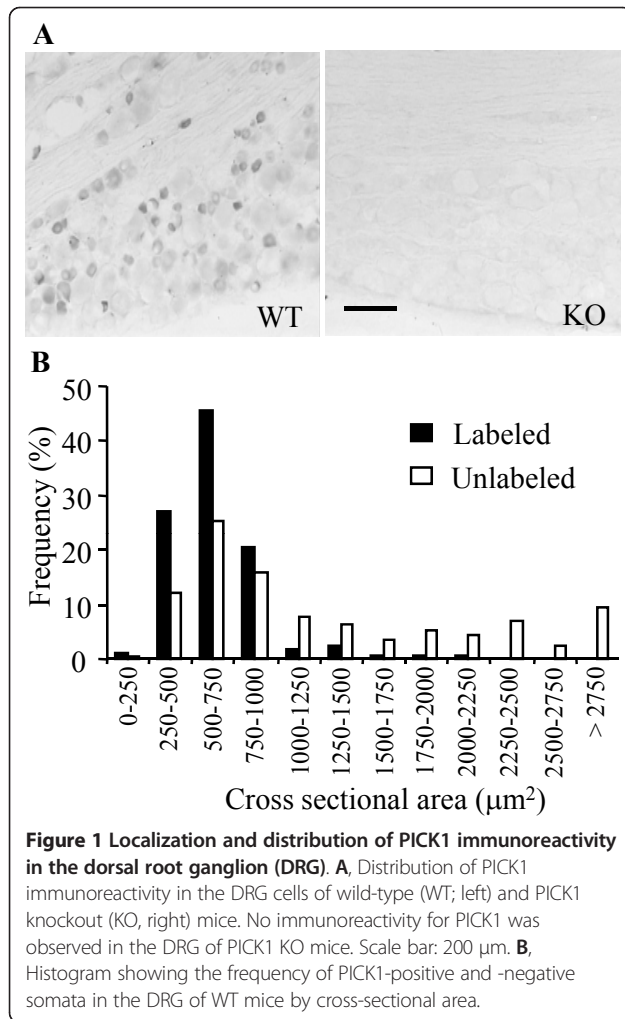 A
WT
KO
B
50
40
30
20
10
0
Frequency (%)
Labeled
Unlabeled
0-250
250-500
500-750
750-1000
1000-1250
1250-1500
1500-1750
1750-2000
2000-2250
2250-2500
2500-2750
> 2750
Cross sectional area (μm²)
Figure 1 Localization and distribution of PICK1 immunoreactivity
in the dorsal root ganglion (DRG). A, Distribution of PICK1
immunoreactivity in the DRG cells of wild-type (WT; left) and PICK1
knockout (KO, right) mice. No immunoreactivity for PICK1 was
observed in the DRG of PICK1 KO mice. Scale bar: 200 μm. B,
Histogram showing the frequency of PICK1-positive and -negative
somata in the DRG of WT mice by cross-sectional area.